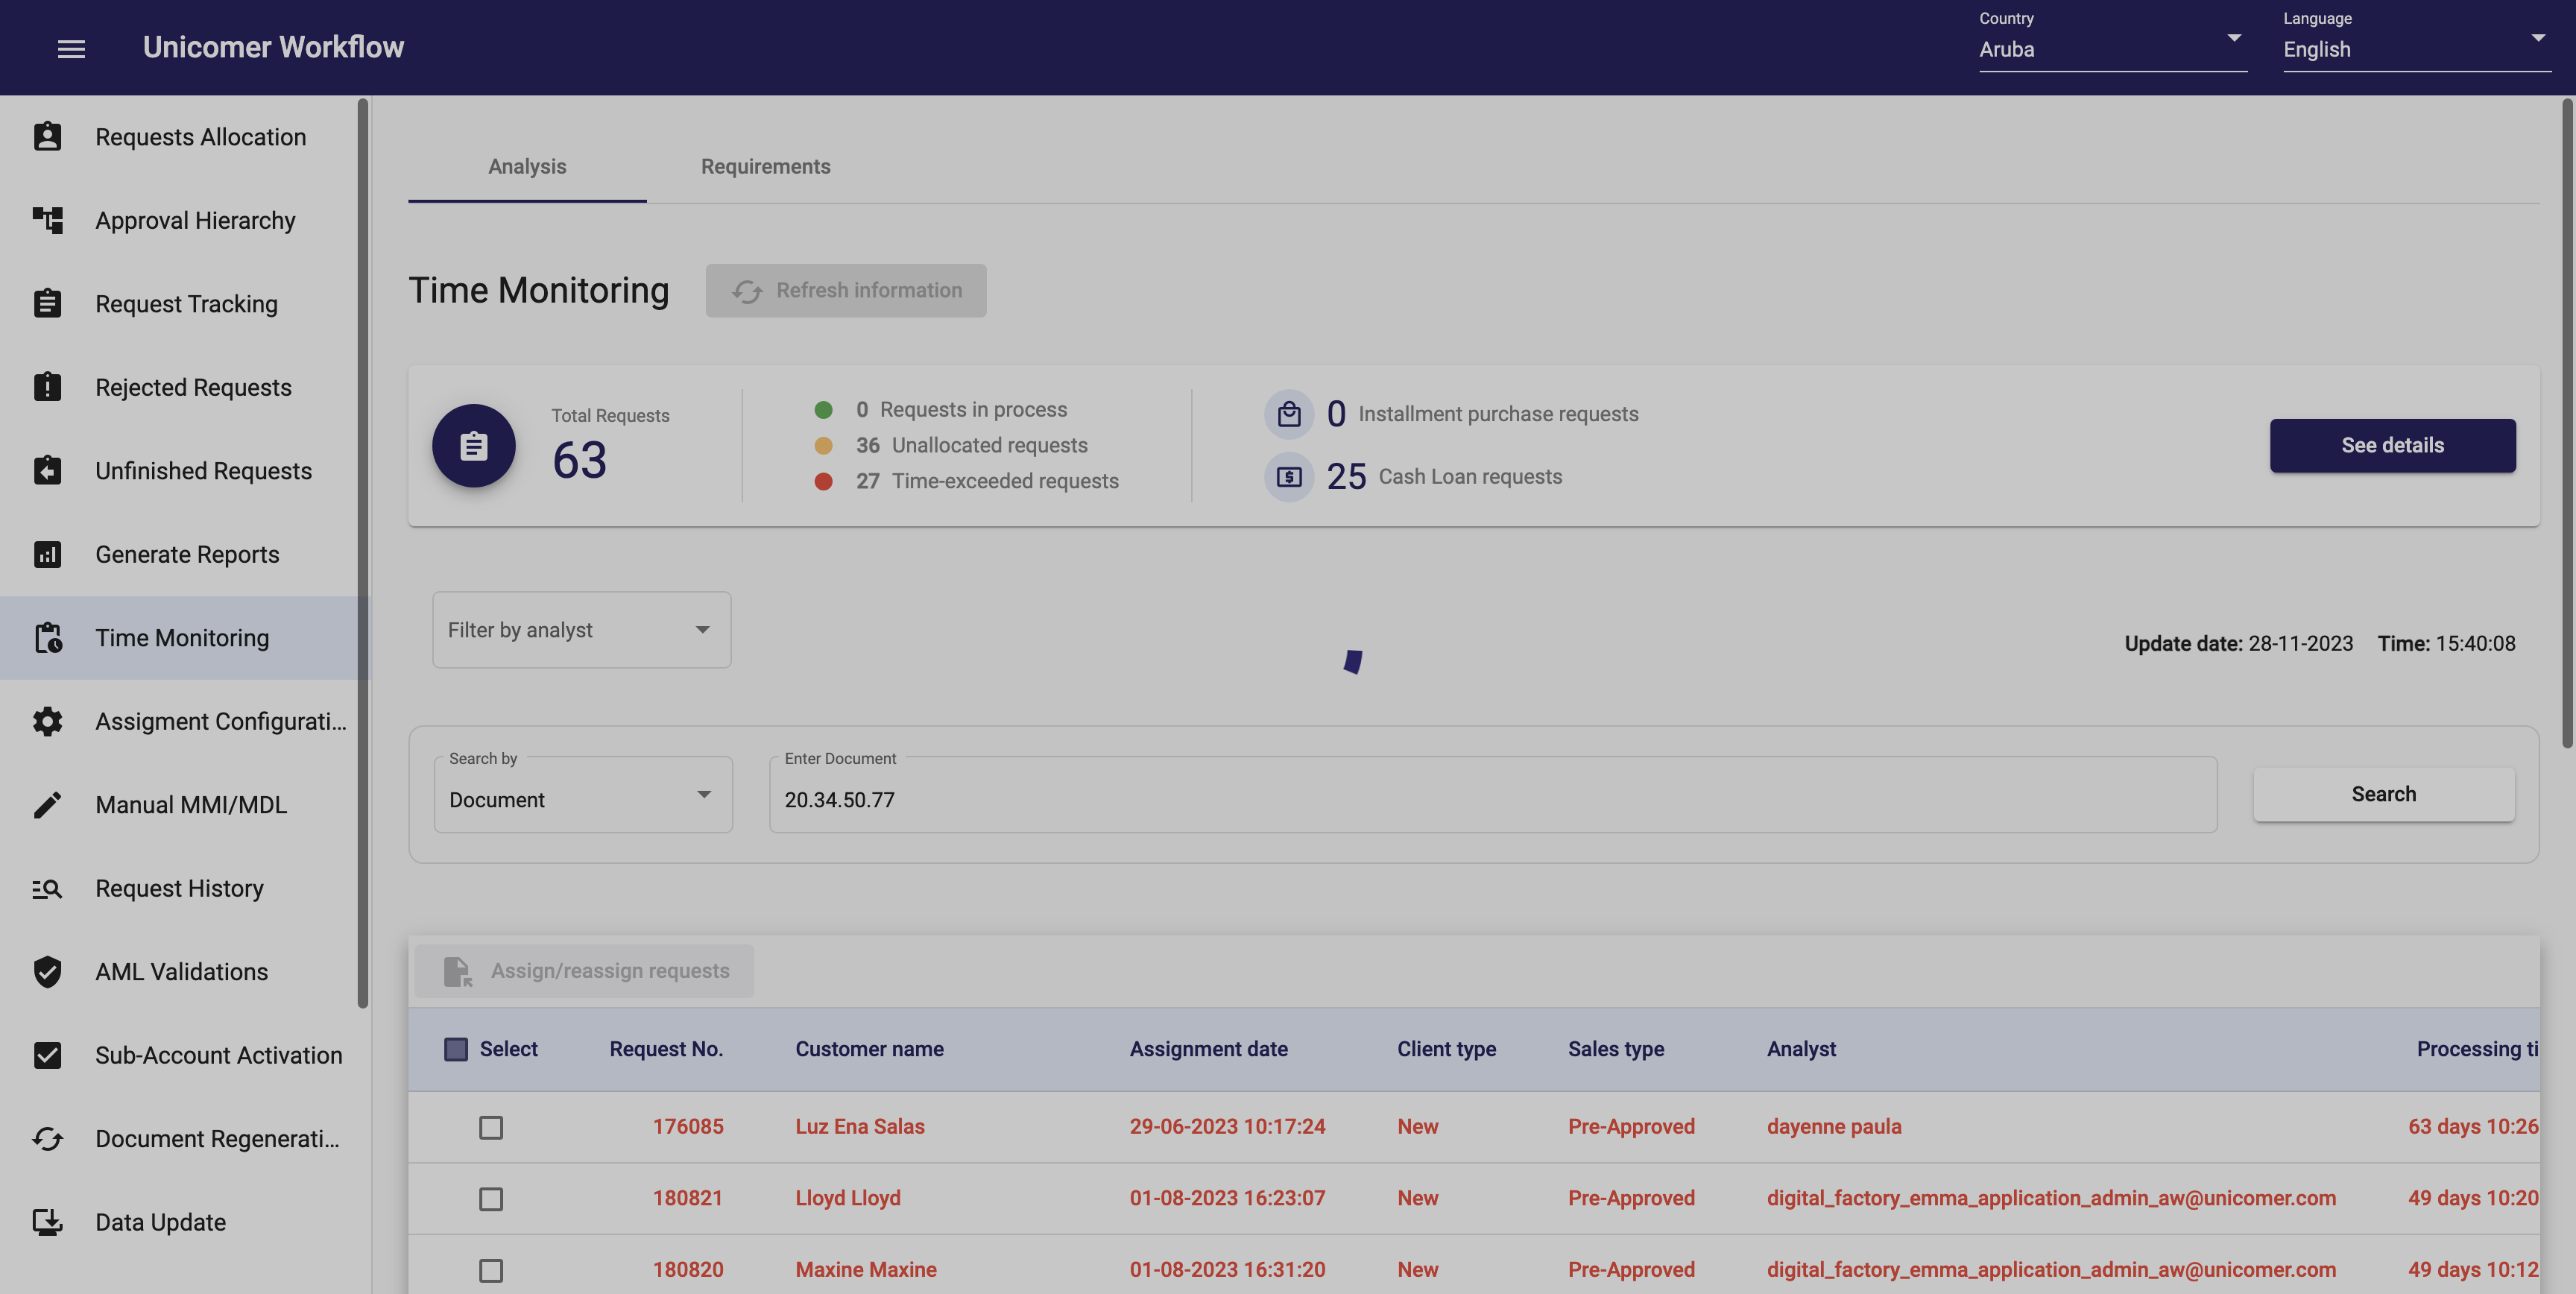 Unicomer Workflow
Country
Aruba
Language
English
Requests Allocation
Approval Hierarchy
Request Tracking
Rejected Requests
Unfinished Requests
Generate Reports
Time Monitoring
Assigment Configurati...
Manual MMI/MDL
Request History
AML Validations
Sub-Account Activation
Document Regenerati...
Data Update
Analysis
Requirements
Time Monitoring
Refresh information
Total Requests
63
0 Requests in process
36 Unallocated requests
27 Time-exceeded requests
0 Installment purchase requests
25 Cash Loan requests
See details
Filter by analyst
Update date: 28-11-2023 Time: 15:40:08
Search by
Document
Enter Document
20.34.50.77
Search
Assign/reassign requests
Select Request No. Customer name Assignment date Client type Sales type Analyst Processing ti
176085 Luz Ena Salas 29-06-2023 10:17:24 New Pre-Approved dayenne paula 63 days 10:26
180821 Lloyd Lloyd 01-08-2023 16:23:07 New Pre-Approved digital_factory_emma_application_admin_aw@unicomer.com 49 days 10:20
180820 Maxine Maxine 01-08-2023 16:31:20 New Pre-Approved digital_factory_emma_application_admin_aw@unicomer.com 49 days 10:12